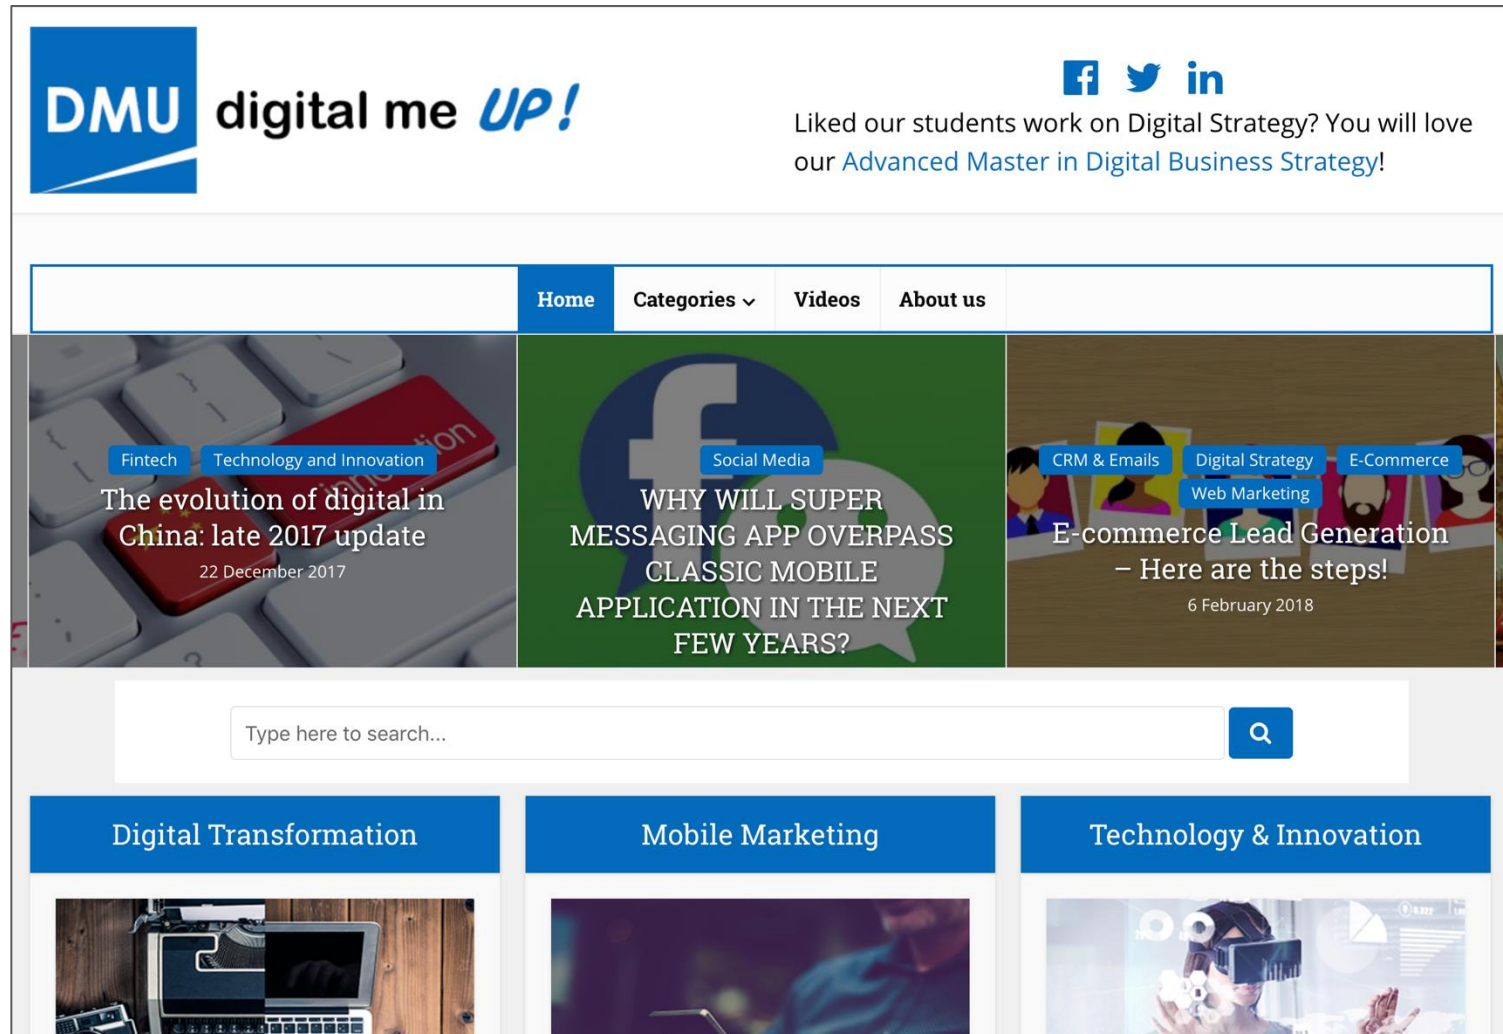 DMU
digital me UP!
Liked our students work on Digital Strategy? You will love
our Advanced Master in Digital Business Strategy!
Home
Categories
Videos
About us
Fintech
Technology and Innovation
The evolution of digital in
China: late 2017 update
22 December 2017
Social Media
WHY WILL SUPER
MESSAGING APP OVERPASS
CLASSIC MOBILE
APPLICATION IN THE NEXT
FEW YEARS?
CRM & Emails
Digital Strategy
E-Commerce
Web Marketing
E-commerce Lead Generation
– Here are the steps!
6 February 2018
Type here to search...
Digital Transformation
Mobile Marketing
Technology & Innovation